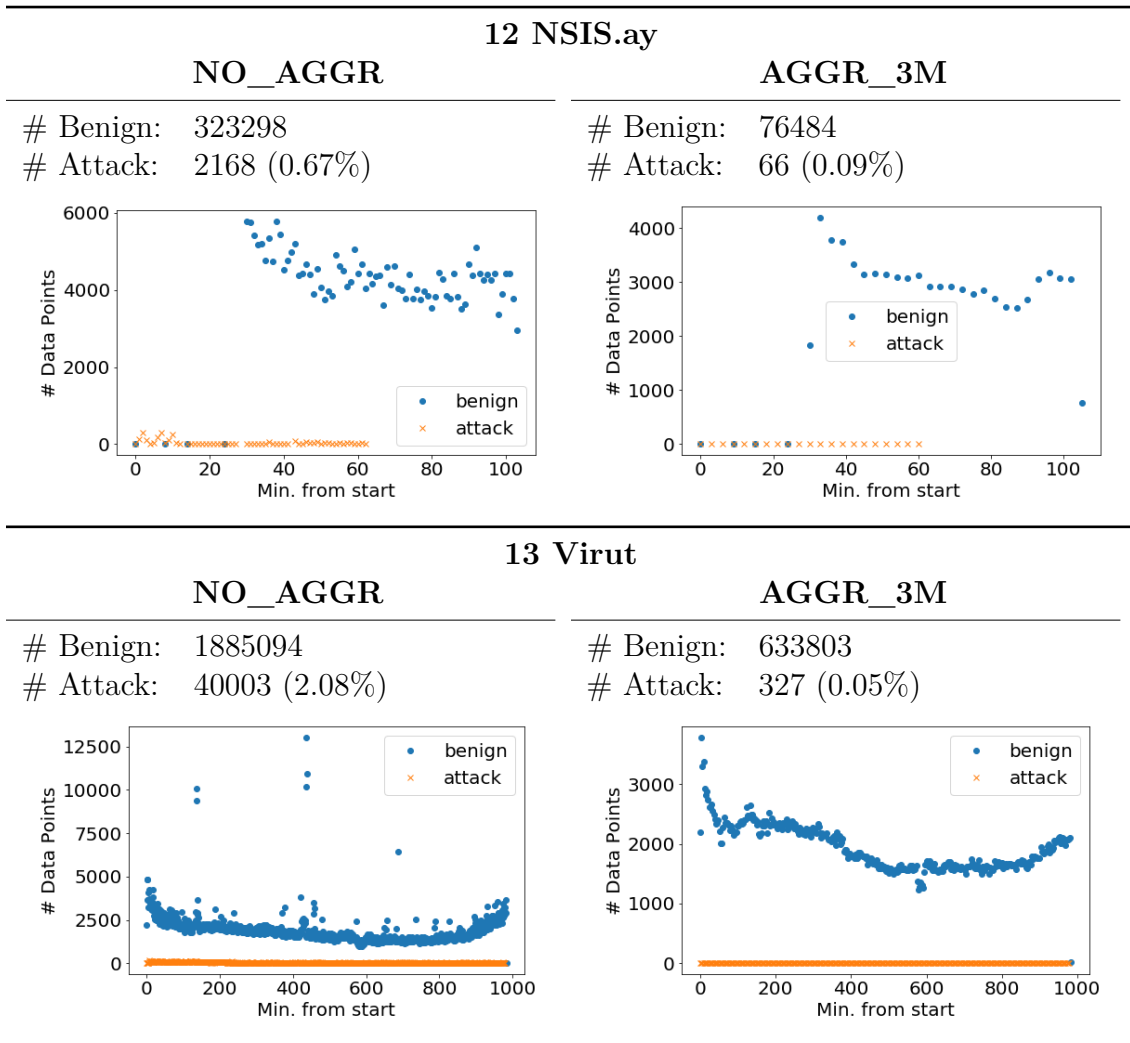 12 NSIS.ay
NO_AGGR
AGGR_3M
# Benign: 323298
# Attack: 2168 (0.67%)
# Benign: 76484
# Attack: 66 (0.09%)
# Data Points
6000
4000
2000
0
benign
attack
0 20 40 60 80 100
Min. from start
# Data Points
4000
3000
2000
1000
0
benign
attack
0 20 40 60 80 100
Min. from start
13 Virut
NO_AGGR
AGGR_3M
# Benign: 1885094
# Attack: 40003 (2.08%)
# Benign: 633803
# Attack: 327 (0.05%)
# Data Points
12500
10000
7500
5000
2500
0
benign
attack
0 200 400 600 800 1000
Min. from start
# Data Points
3000
2000
1000
0
benign
attack
0 200 400 600 800 1000
Min. from start